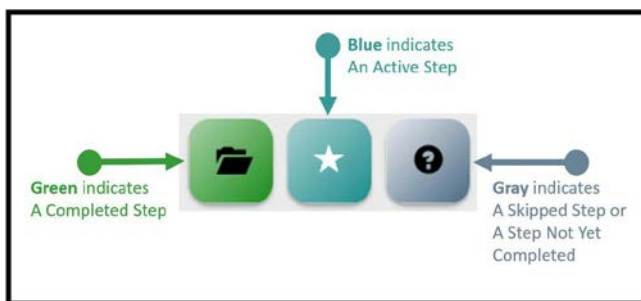 Blue indicates
An Active Step
Green indicates
A Completed Step
Gray indicates
A Skipped Step or
A Step Not Yet
Completed